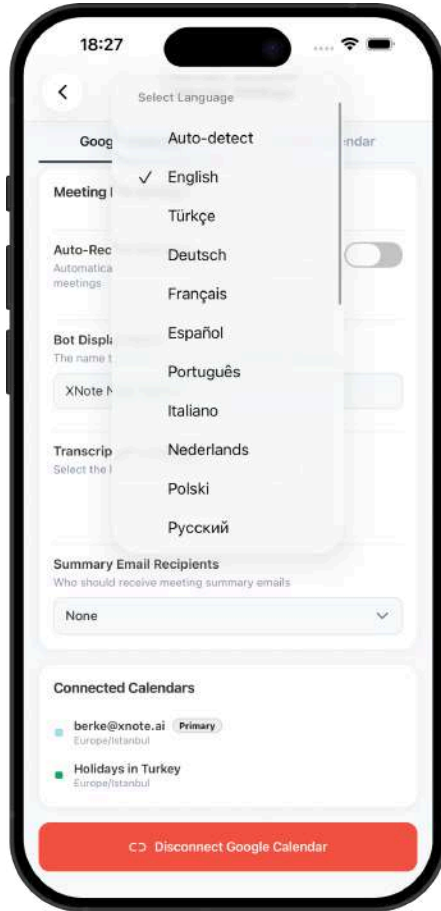 18:27
Select Language
Goog
ndar
Auto-detect
✓ English
Türkçe
Deutsch
Français
Español
Português
Italiano
Nederlands
Polski
Русский
Meeting
Auto-Rec
Automatica
meetings
Bot Displ
The name t
XNote N
Transcrip
Select the l
Summary Email Recipients
Who should receive meeting summary emails
None
Connected Calendars
berke@xnote.ai Primary
Europe/Istanbul
Holidays in Turkey
Europe/Istanbul
Disconnect Google Calendar